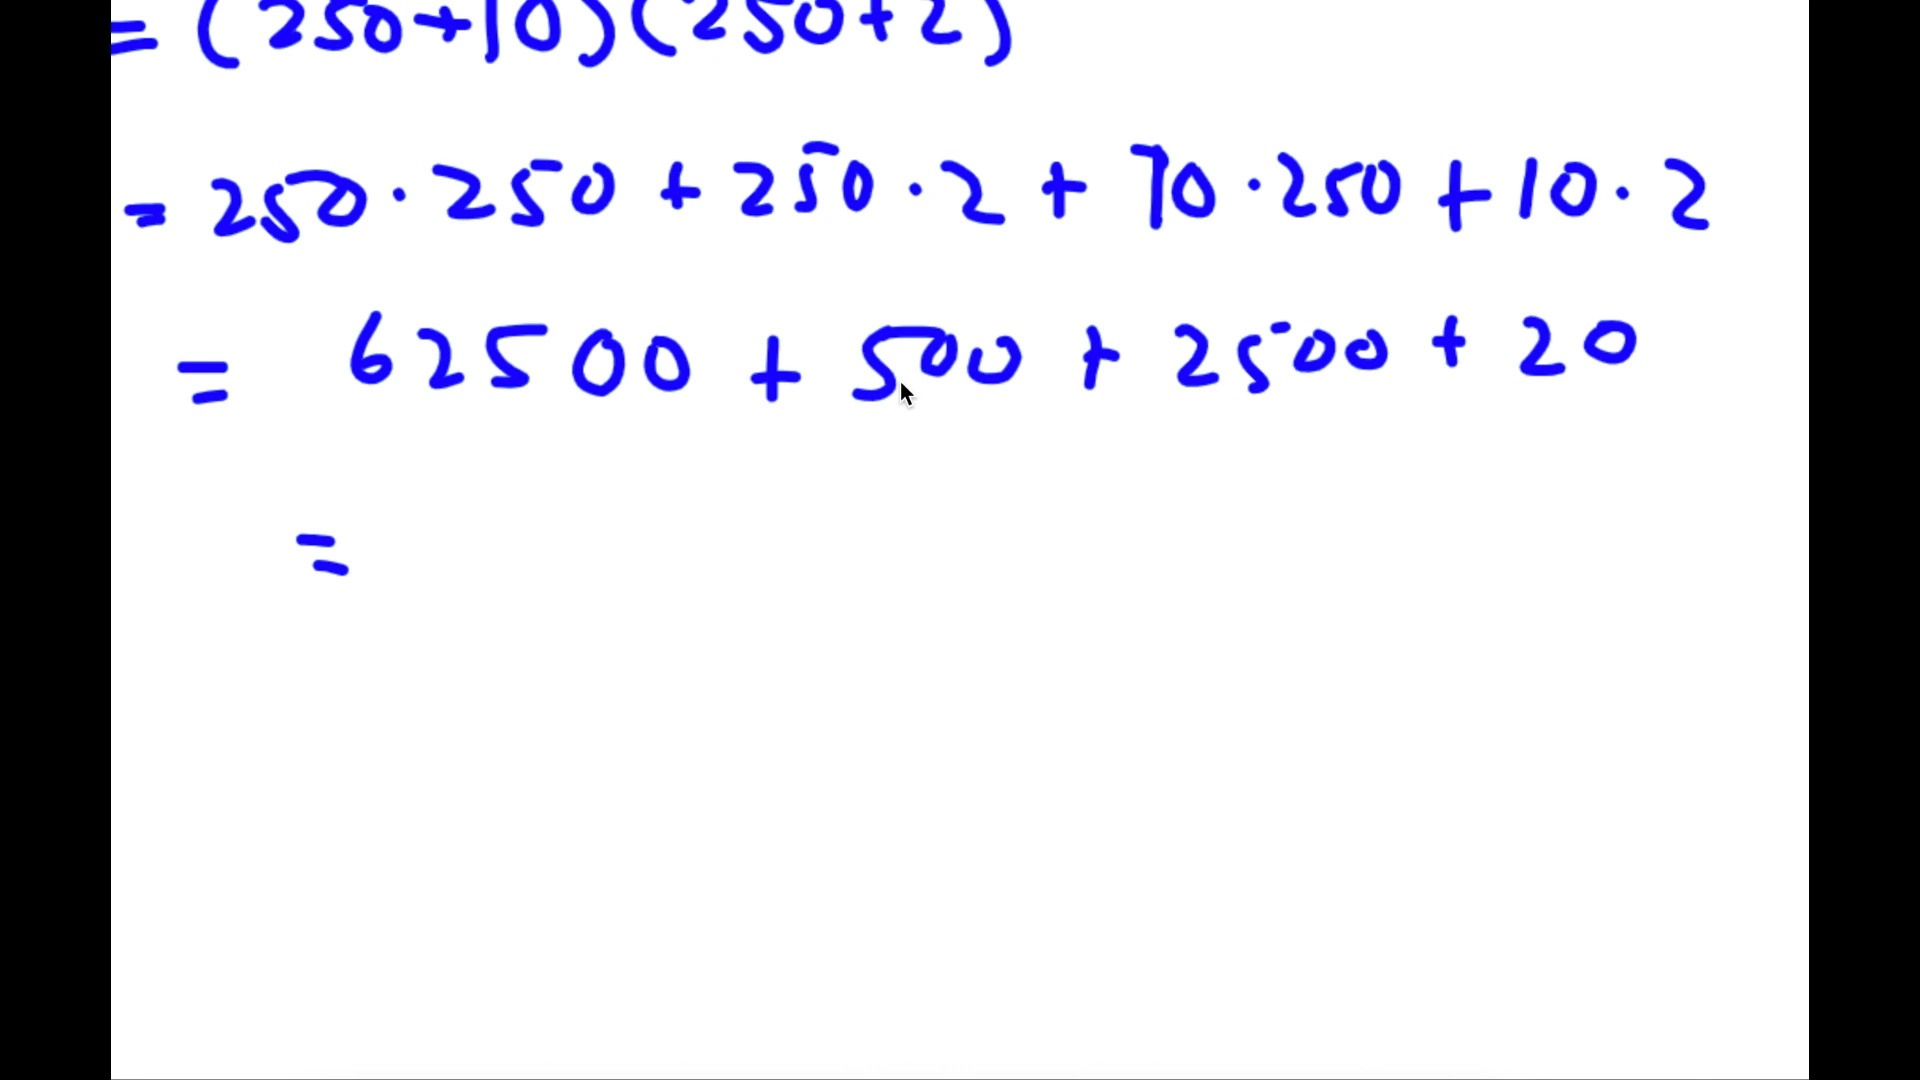 = (250+10)(250+2)
= 250·250 + 250·2 + 10·250 + 10·2
= 62500 + 500 + 2500 + 20
=